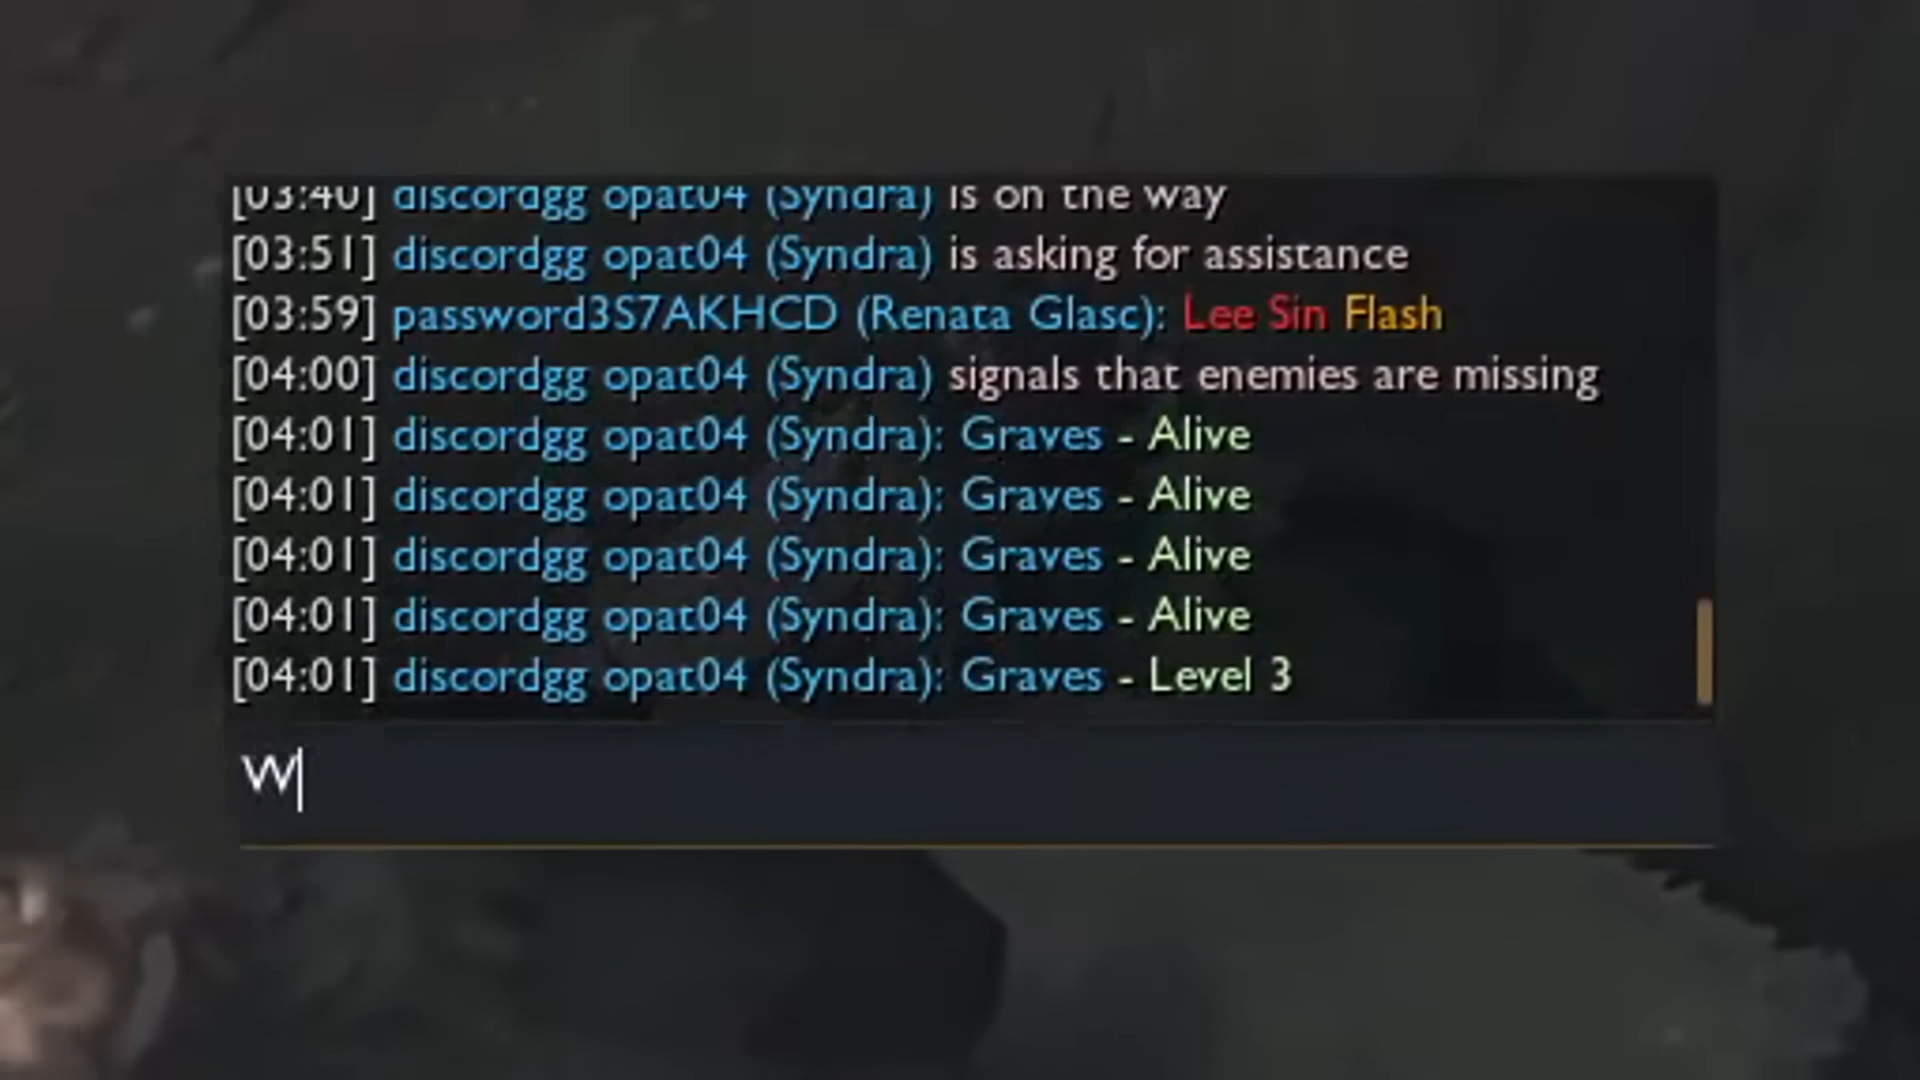 [03:40] discordgg opat04 (Syndra) is on the way
[03:51] discordgg opat04 (Syndra) is asking for assistance
[03:59] password3S7AKHCD (Renata Glasc): Lee Sin Flash
[04:00] discordgg opat04 (Syndra) signals that enemies are missing
[04:01] discordgg opat04 (Syndra): Graves - Alive
[04:01] discordgg opat04 (Syndra): Graves - Alive
[04:01] discordgg opat04 (Syndra): Graves - Alive
[04:01] discordgg opat04 (Syndra): Graves - Alive
[04:01] discordgg opat04 (Syndra): Graves - Level 3
W